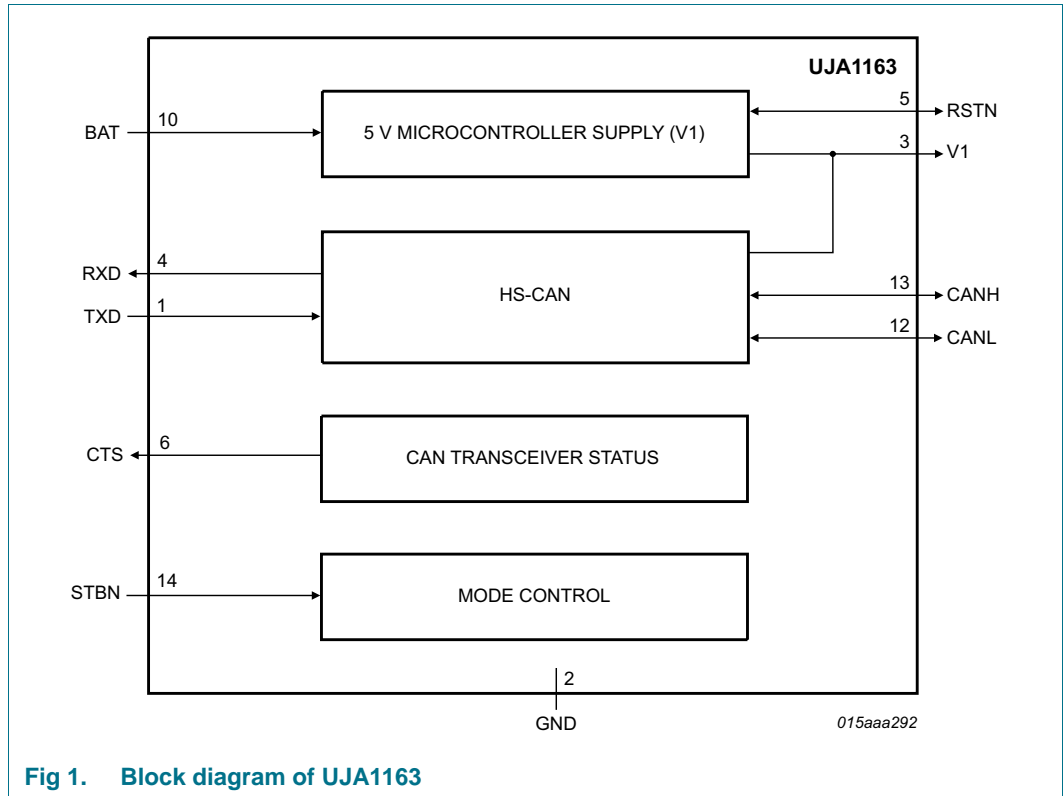 UJA1163
BAT
10
5 V MICROCONTROLLER SUPPLY (V1)
5
RSTN
3
V1
RXD
4
TXD
1
HS-CAN
13
CANH
12
CANL
CTS
6
CAN TRANSCEIVER STATUS
STBN
14
MODE CONTROL
2
GND
015aaa292
Fig 1. Block diagram of UJA1163